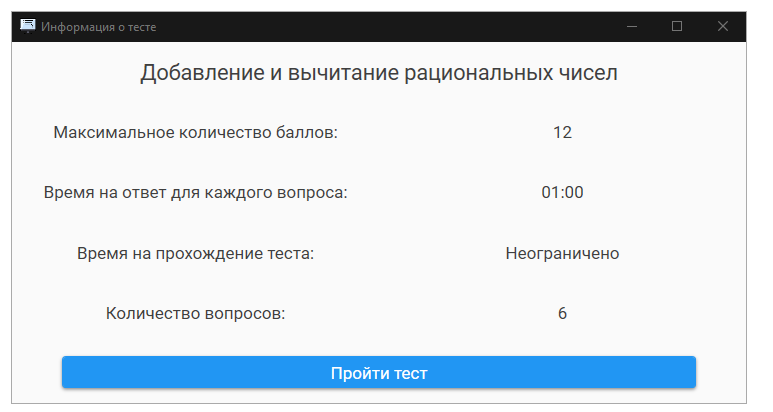 Информация о тесте
Добавление и вычитание рациональных чисел
Максимальное количество баллов: 12
Время на ответ для каждого вопроса: 01:00
Время на прохождение теста: Неограничено
Количество вопросов: 6
Пройти тест